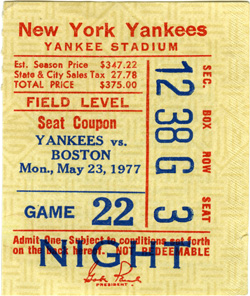 New York Yankees
YANKEE STADIUM
Est. Season Price $347.22
State & City Sales Tax 27.78
TOTAL PRICE $375.00
FIELD LEVEL
Seat Coupon
YANKEES vs.
BOSTON
Mon., May 23, 1977
GAME 22
SEC. 12
BOX 38
ROW G
SEAT 3
Admit One. Subject to conditions set forth
on the back hereof. NOT REDEEMABLE
NIGHT
PRESIDENT